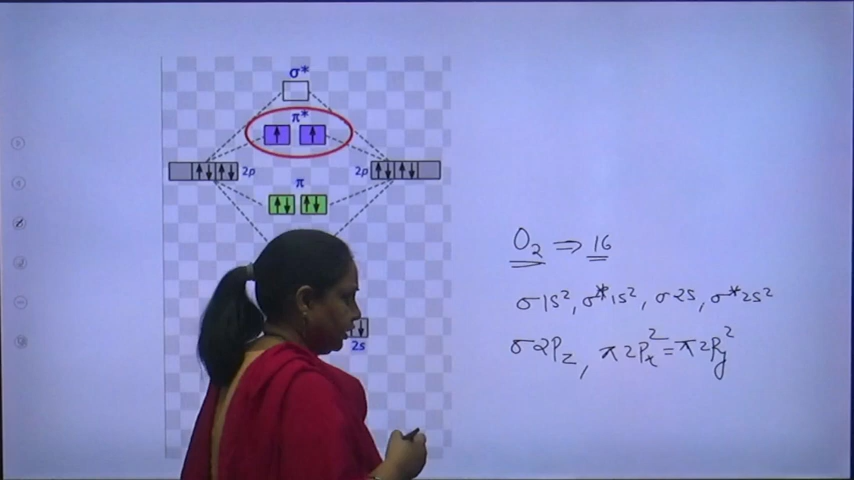 σ*
π*
2p 2p
π
2s
O₂ ⇒ 16
σ1s², σ*1s², σ2s, σ*2s²
σ2Pz, π2Px² = π2Py²